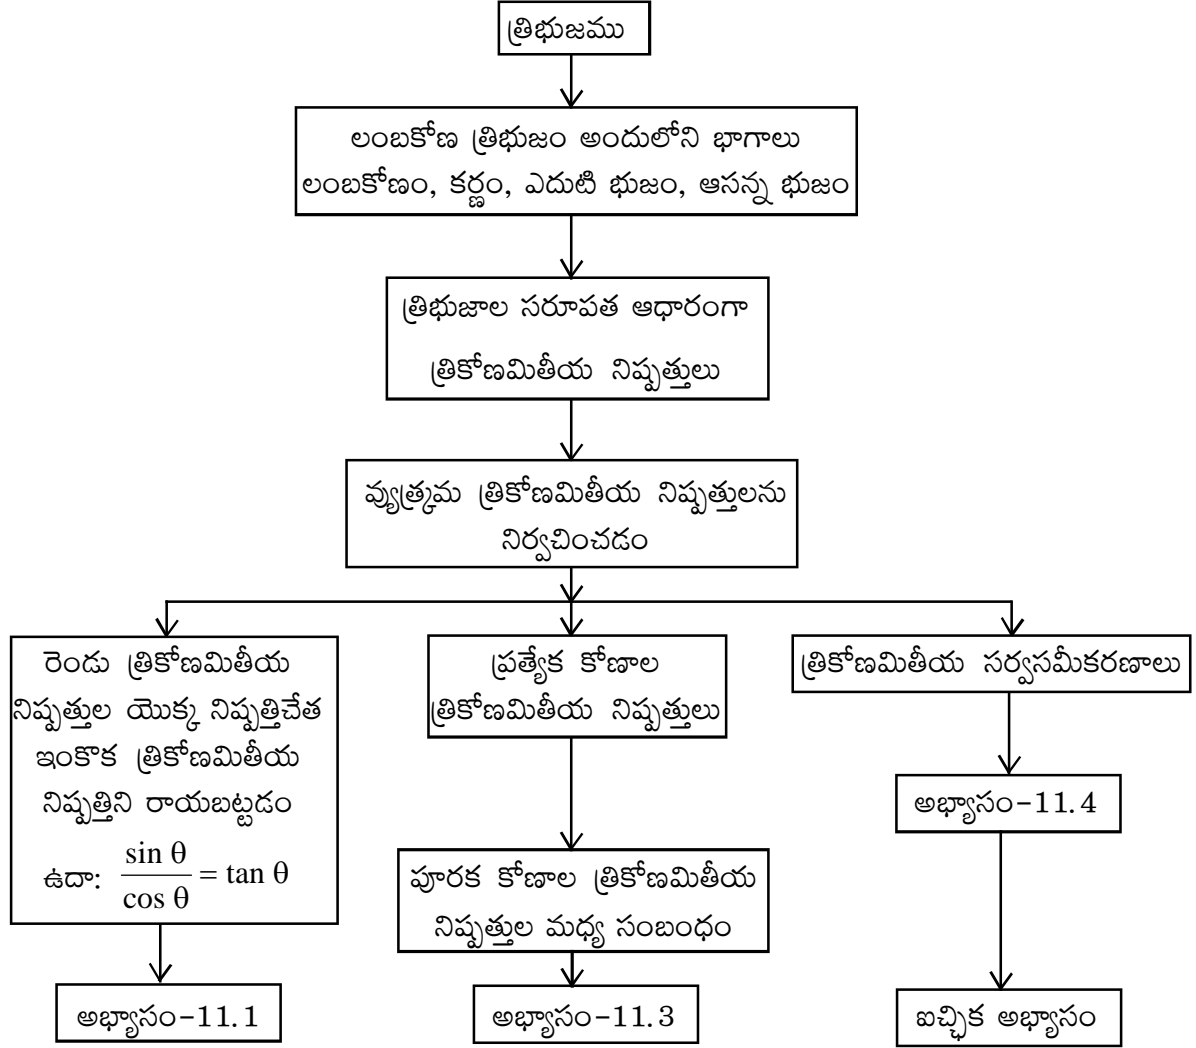 త్రిభుజము
లంబకోణ త్రిభుజం అందులోని భాగాలు
లంబకోణం, కర్ణం, ఎదుటి భుజం, ఆసన్న భుజం
త్రిభుజాల సరూపత ఆధారంగా
త్రికోణమితీయ నిష్పత్తులు
వ్యుత్క్రమ త్రికోణమితీయ నిష్పత్తులను
నిర్వచించడం
రెండు త్రికోణమితీయ
నిష్పత్తుల యొక్క నిష్పత్తిచేత
ఇంకొక త్రికోణమితీయ
నిష్పత్తిని రాయబట్టడం
ఉదా: sin θ / cos θ = tan θ
అభ్యాసం-11.1
ప్రత్యేక కోణాల
త్రికోణమితీయ నిష్పత్తులు
పూరక కోణాల త్రికోణమితీయ
నిష్పత్తుల మధ్య సంబంధం
అభ్యాసం-11.3
త్రికోణమితీయ సర్వసమీకరణాలు
అభ్యాసం-11.4
ఐచ్ఛిక అభ్యాసం